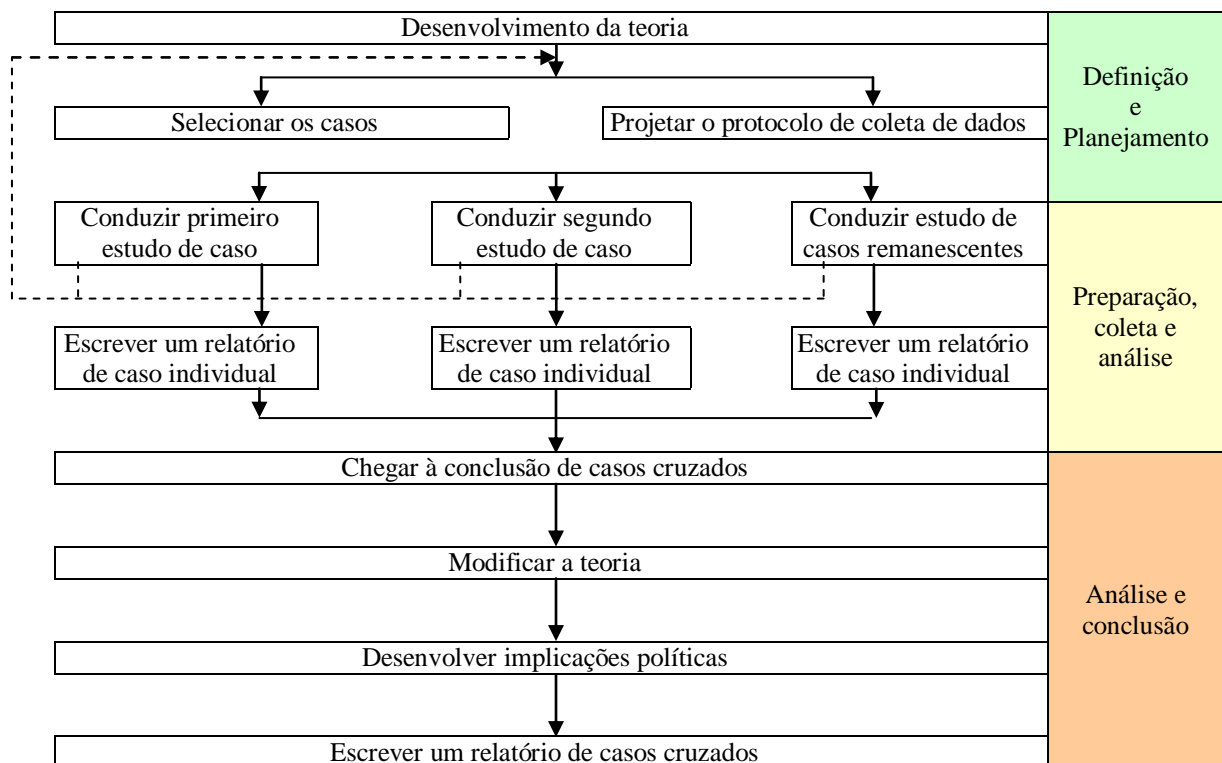 Desenvolvimento da teoria
Definição
e
Planejamento
Selecionar os casos
Projetar o protocolo de coleta de dados
Conduzir primeiro
estudo de caso
Conduzir segundo
estudo de caso
Conduzir estudo de
casos remanescentes
Preparação,
coleta e
análise
Escrever um relatório
de caso individual
Escrever um relatório
de caso individual
Escrever um relatório
de caso individual
Chegar à conclusão de casos cruzados
Modificar a teoria
Análise e
conclusão
Desenvolver implicações políticas
Escrever um relatório de casos cruzados